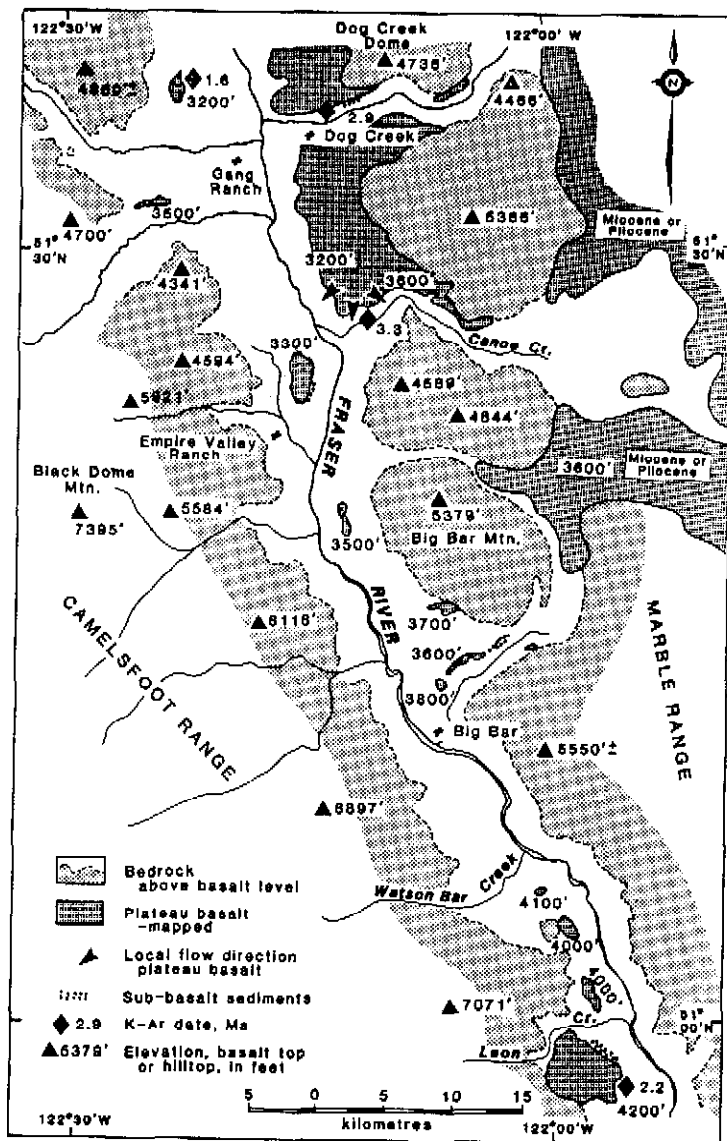 122°30' W
122°00' W
Dog Creek
Dome
4736'
4869'±
1.6
3200'
4466'
N
2.9
Dog Creek
Gang
Ranch
3500'
4700'
5366'
Miocene or
Pliocene
51°
30'N
51°
30'N
3200'
3600'
4341'
3.3
Canoe Cr.
3300'
4594'
4589'
5921'
4844'
FRASER
Empire Valley
Ranch
Miocene or
Pliocene
3600'
Black Dome
Mtn.
5584'
5379'
7395'
3500'
Big Bar Mtn.
CAMELSFOOT RANGE
RIVER
3700'
MARBLE RANGE
6116'
3600'
3800'
Big Bar
5550'±
6897'
Bedrock
above basalt level
Watson Bar
Creek
4100'
Plateau basalt
-mapped
4000'
Local flow direction
plateau basalt
4000'
Sub-basalt sediments
7071'
51°
00'N
2.9 K-Ar date, Ma
Cr.
Leon
5379' Elevation, basalt top
or hilltop, in feet
2.2
4200'
5 0 5 10 15
kilometres
122°30' W
122°00' W